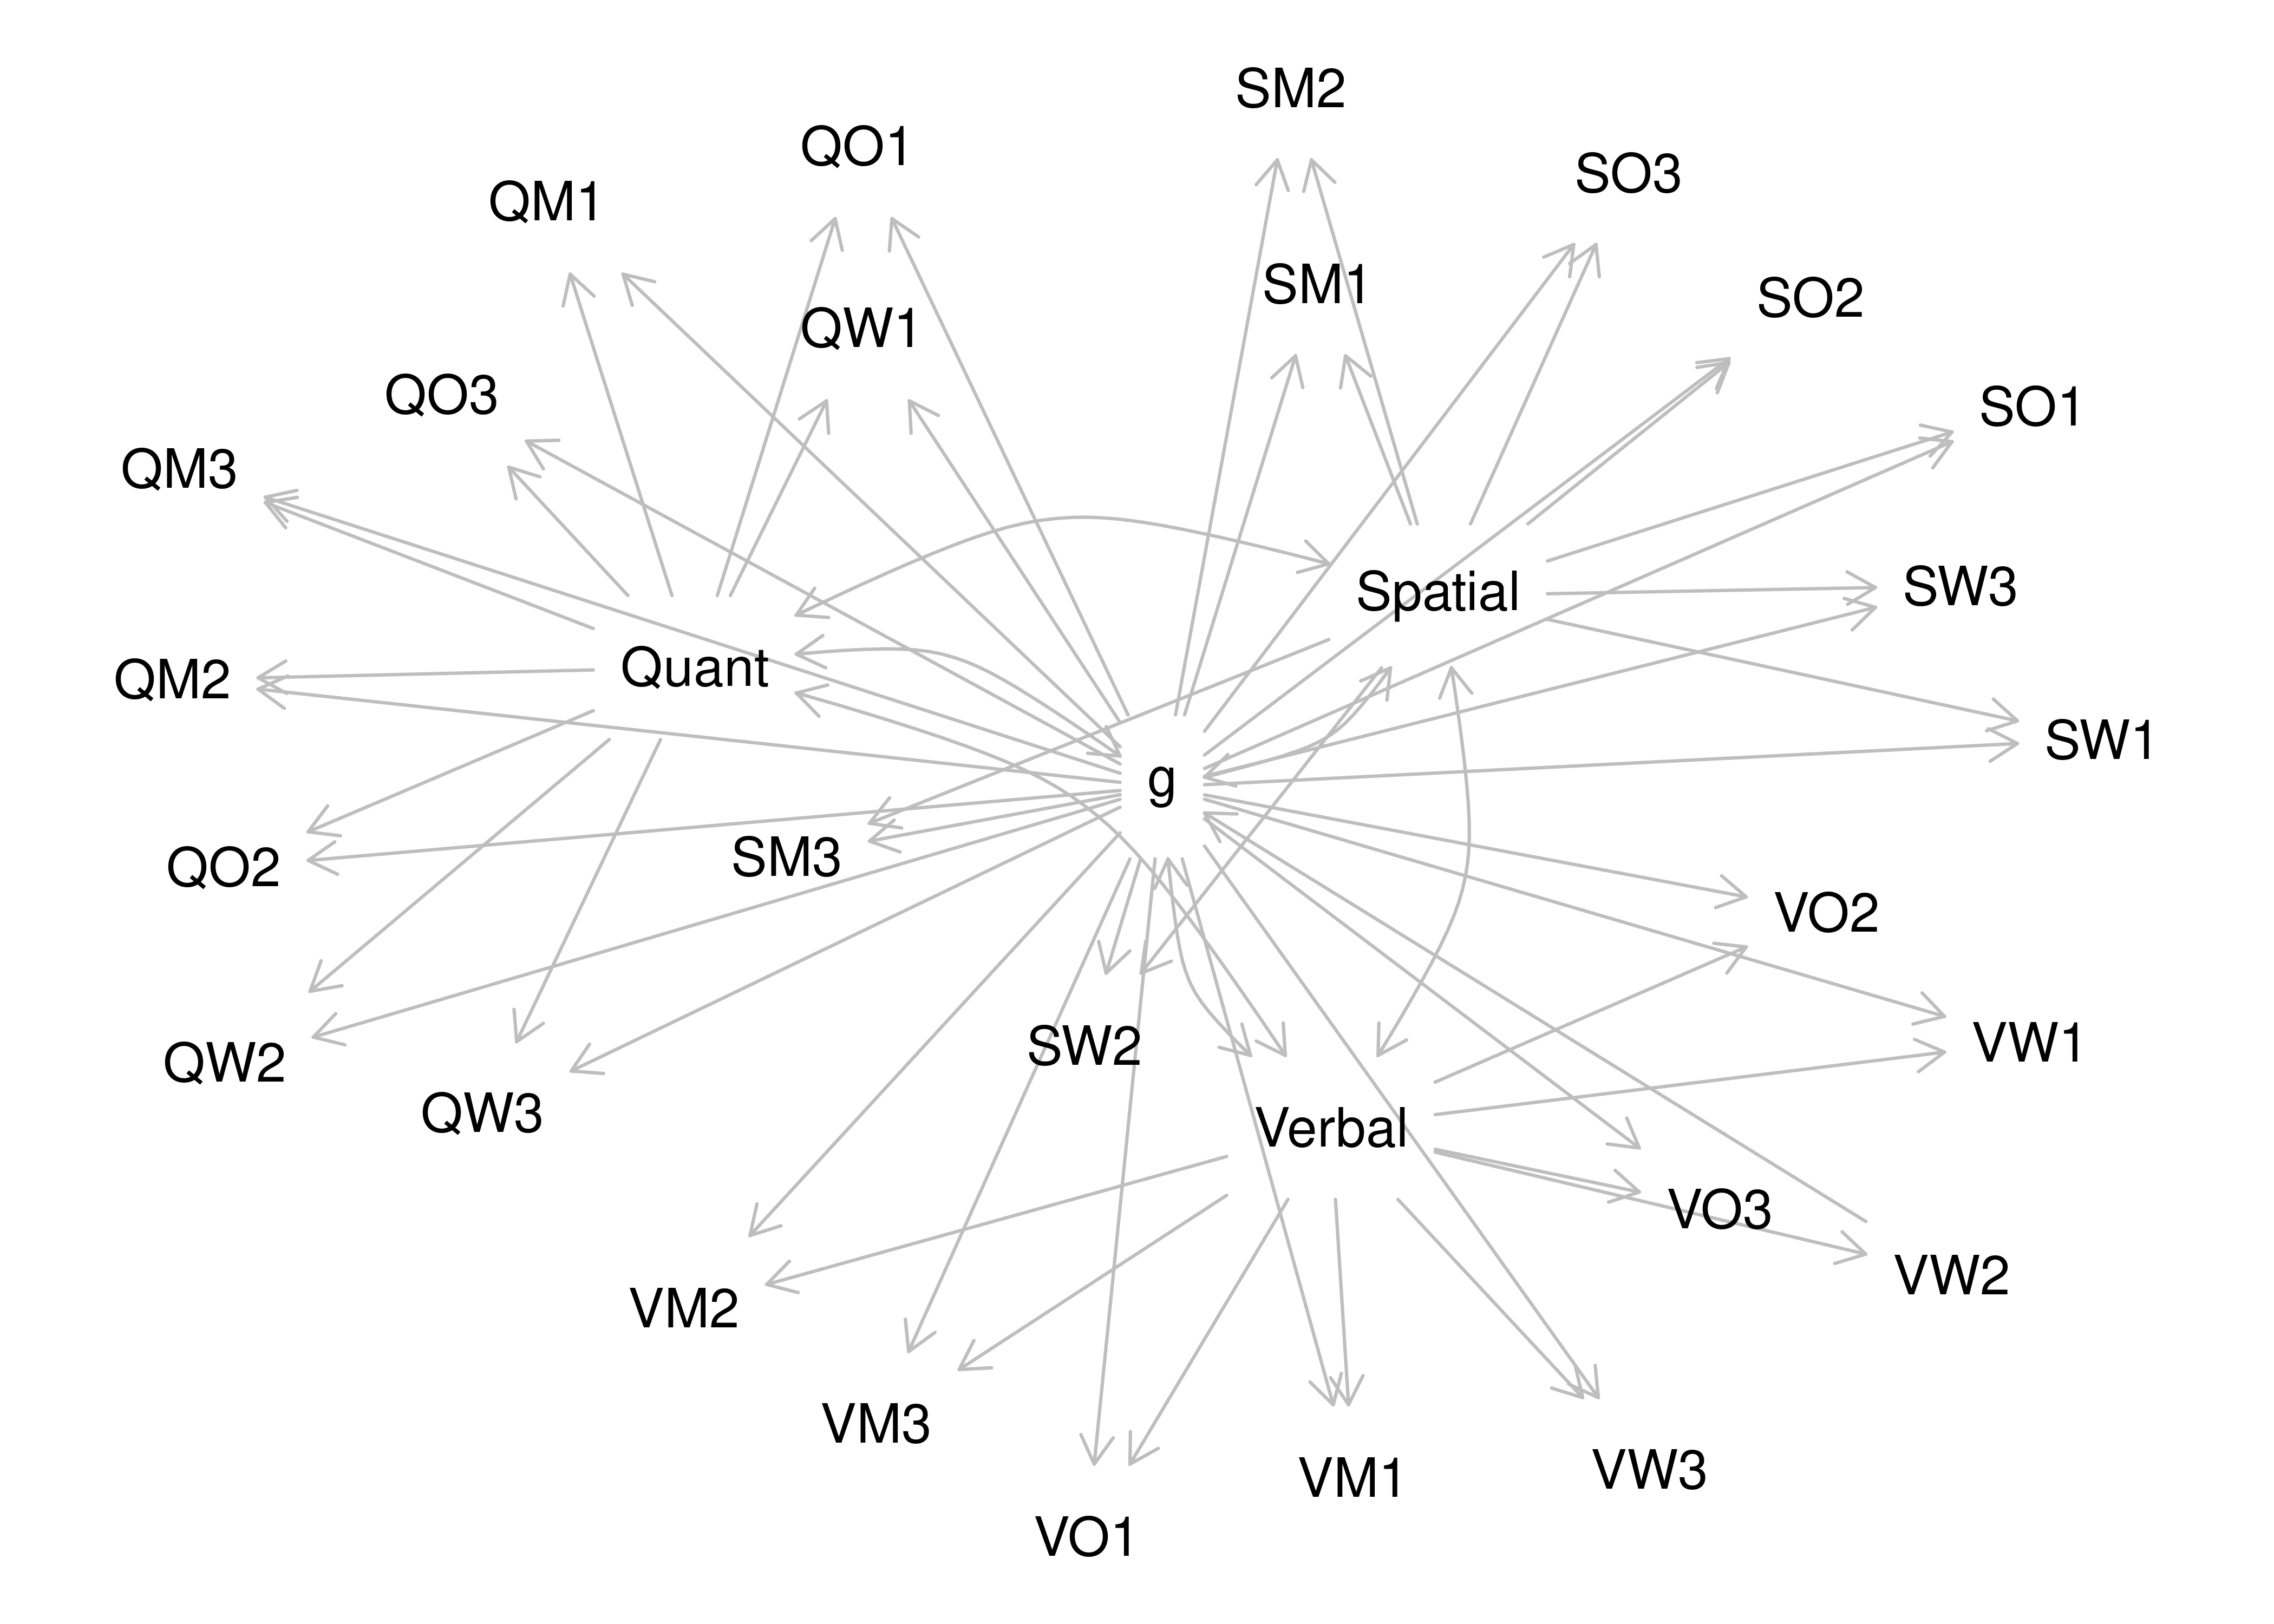 SM2
QO1
SO3
QM1
SM1
SO2
QW1
QO3
SO1
QM3
SW3
Spatial
Quant
QM2
SW1
g
SM3
QO2
VO2
VW1
SW2
QW2
QW3
Verbal
VO3
VW2
VM2
VM3
VW3
VM1
VO1